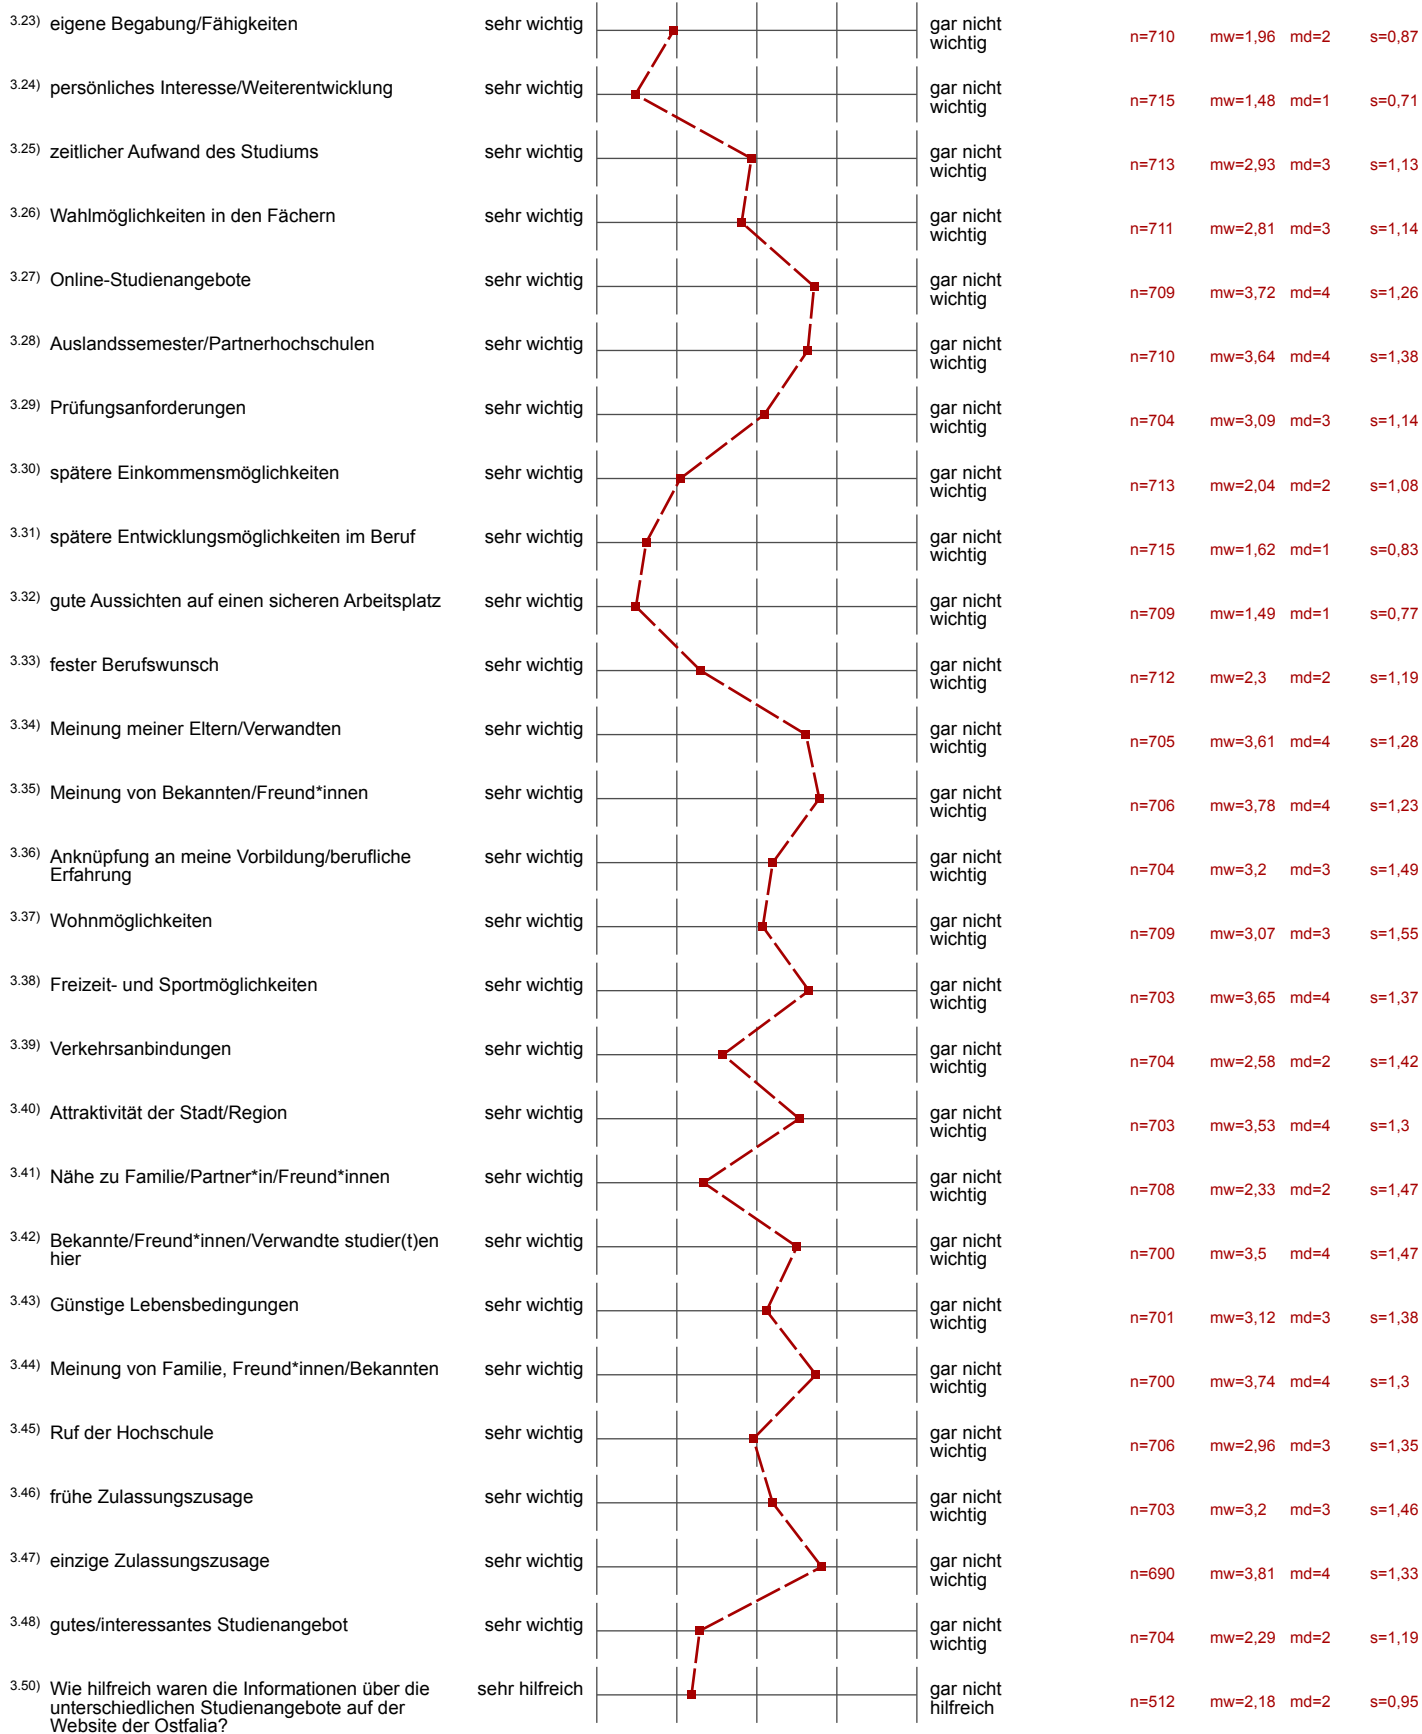 3.23) eigene Begabung/Fähigkeiten sehr wichtig gar nicht wichtig n=710 mw=1,96 md=2 s=0,87
3.24) persönliches Interesse/Weiterentwicklung sehr wichtig gar nicht wichtig n=715 mw=1,48 md=1 s=0,71
3.25) zeitlicher Aufwand des Studiums sehr wichtig gar nicht wichtig n=713 mw=2,93 md=3 s=1,13
3.26) Wahlmöglichkeiten in den Fächern sehr wichtig gar nicht wichtig n=711 mw=2,81 md=3 s=1,14
3.27) Online-Studienangebote sehr wichtig gar nicht wichtig n=709 mw=3,72 md=4 s=1,26
3.28) Auslandssemester/Partnerhochschulen sehr wichtig gar nicht wichtig n=710 mw=3,64 md=4 s=1,38
3.29) Prüfungsanforderungen sehr wichtig gar nicht wichtig n=704 mw=3,09 md=3 s=1,14
3.30) spätere Einkommensmöglichkeiten sehr wichtig gar nicht wichtig n=713 mw=2,04 md=2 s=1,08
3.31) spätere Entwicklungsmöglichkeiten im Beruf sehr wichtig gar nicht wichtig n=715 mw=1,62 md=1 s=0,83
3.32) gute Aussichten auf einen sicheren Arbeitsplatz sehr wichtig gar nicht wichtig n=709 mw=1,49 md=1 s=0,77
3.33) fester Berufswunsch sehr wichtig gar nicht wichtig n=712 mw=2,3 md=2 s=1,19
3.34) Meinung meiner Eltern/Verwandten sehr wichtig gar nicht wichtig n=705 mw=3,61 md=4 s=1,28
3.35) Meinung von Bekannten/Freund*innen sehr wichtig gar nicht wichtig n=706 mw=3,78 md=4 s=1,23
3.36) Anknüpfung an meine Vorbildung/berufliche Erfahrung sehr wichtig gar nicht wichtig n=704 mw=3,2 md=3 s=1,49
3.37) Wohnmöglichkeiten sehr wichtig gar nicht wichtig n=709 mw=3,07 md=3 s=1,55
3.38) Freizeit- und Sportmöglichkeiten sehr wichtig gar nicht wichtig n=703 mw=3,65 md=4 s=1,37
3.39) Verkehrsanbindungen sehr wichtig gar nicht wichtig n=704 mw=2,58 md=2 s=1,42
3.40) Attraktivität der Stadt/Region sehr wichtig gar nicht wichtig n=703 mw=3,53 md=4 s=1,3
3.41) Nähe zu Familie/Partner*in/Freund*innen sehr wichtig gar nicht wichtig n=708 mw=2,33 md=2 s=1,47
3.42) Bekannte/Freund*innen/Verwandte studier(t)en hier sehr wichtig gar nicht wichtig n=700 mw=3,5 md=4 s=1,47
3.43) Günstige Lebensbedingungen sehr wichtig gar nicht wichtig n=701 mw=3,12 md=3 s=1,38
3.44) Meinung von Familie, Freund*innen/Bekannten sehr wichtig gar nicht wichtig n=700 mw=3,74 md=4 s=1,3
3.45) Ruf der Hochschule sehr wichtig gar nicht wichtig n=706 mw=2,96 md=3 s=1,35
3.46) frühe Zulassungszusage sehr wichtig gar nicht wichtig n=703 mw=3,2 md=3 s=1,46
3.47) einzige Zulassungszusage sehr wichtig gar nicht wichtig n=690 mw=3,81 md=4 s=1,33
3.48) gutes/interessantes Studienangebot sehr wichtig gar nicht wichtig n=704 mw=2,29 md=2 s=1,19
3.50) Wie hilfreich waren die Informationen über die unterschiedlichen Studienangebote auf der Website der Ostfalia? sehr hilfreich gar nicht hilfreich n=512 mw=2,18 md=2 s=0,95